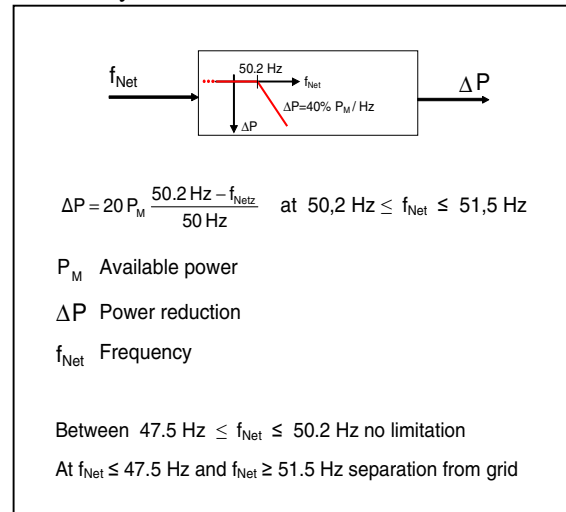 50.2 Hz
f_Net
f_Net
ΔP
ΔP=40% P_M / Hz
ΔP
ΔP = 20 P_M (50.2 Hz − f_Netz) / 50 Hz at 50,2 Hz ≤ f_Net ≤ 51,5 Hz
P_M Available power
ΔP Power reduction
f_Net Frequency
Between 47.5 Hz ≤ f_Net ≤ 50.2 Hz no limitation
At f_Net ≤ 47.5 Hz and f_Net ≥ 51.5 Hz separation from grid